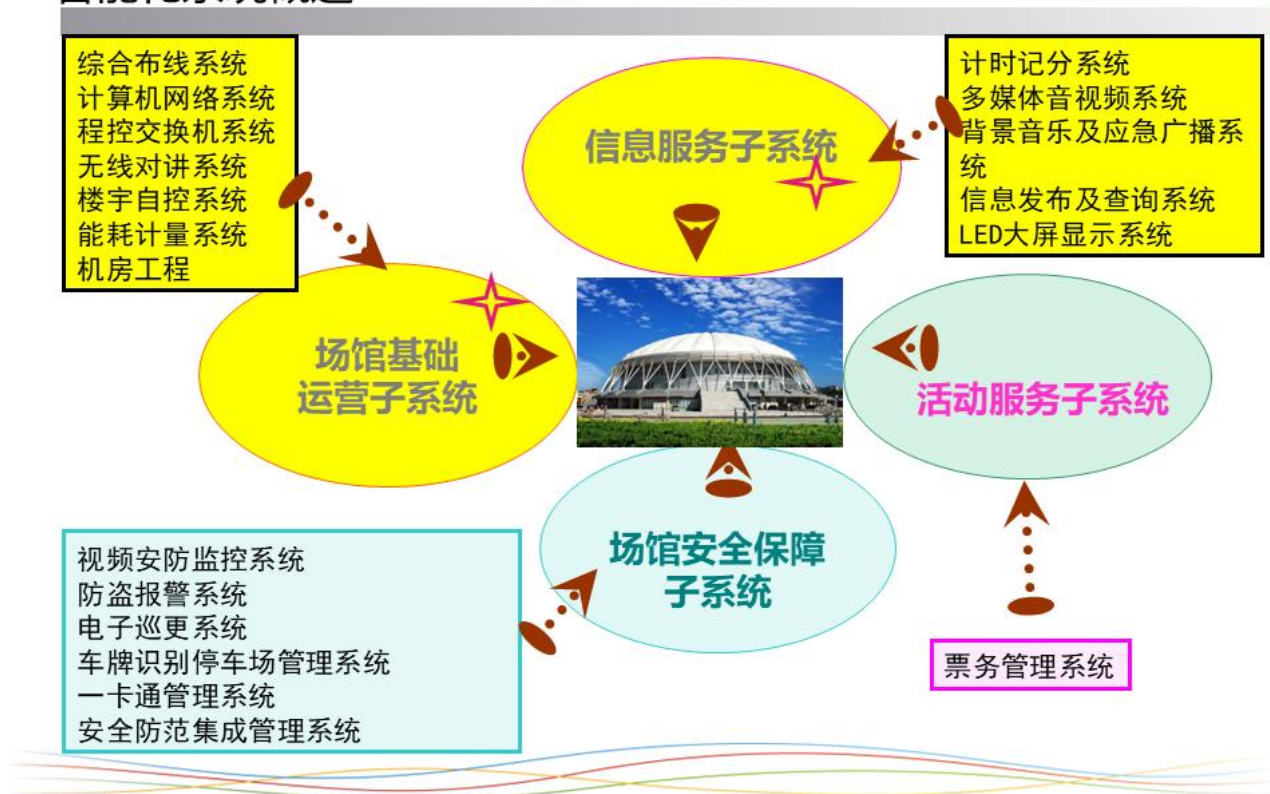 综合布线系统
计算机网络系统
程控交换机系统
无线对讲系统
楼宇自控系统
能耗计量系统
机房工程
信息服务子系统
计时记分系统
多媒体音视频系统
背景音乐及应急广播系
统
信息发布及查询系统
LED大屏显示系统
场馆基础
运营子系统
活动服务子系统
场馆安全保障
子系统
视频安防监控系统
防盗报警系统
电子巡更系统
车牌识别停车场管理系统
一卡通管理系统
安全防范集成管理系统
票务管理系统